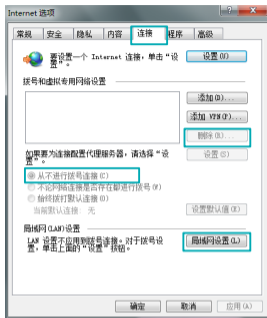 Internet 选项
常规 安全 隐私 内容 连接 程序 高级
要设置一个 Internet 连接，单击“设置”。
设置(U)
拨号和虚拟专用网络设置
添加(D)...
添加 VPN(P)...
删除(R)...
如果要为连接配置代理服务器，请选择“设置”。
设置(S)
从不进行拨号连接(C)
不论网络连接是否存在都进行拨号(W)
始终拨打默认连接(O)
当前默认连接: 无
设置默认值(E)
局域网(LAN)设置
LAN 设置不应用到拨号连接。对于拨号设置，单击上面的“设置”按钮。
局域网设置(L)
确定 取消 应用(A)